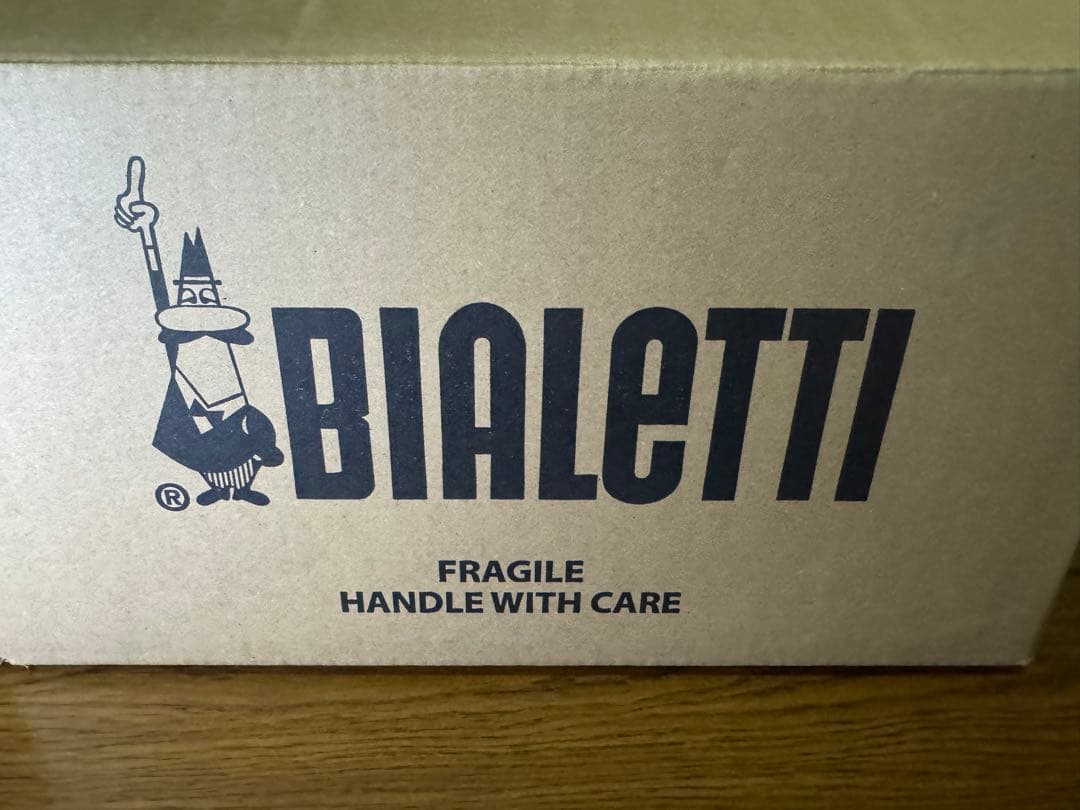 BIALeTTI
®
FRAGILE
HANDLE WITH CARE